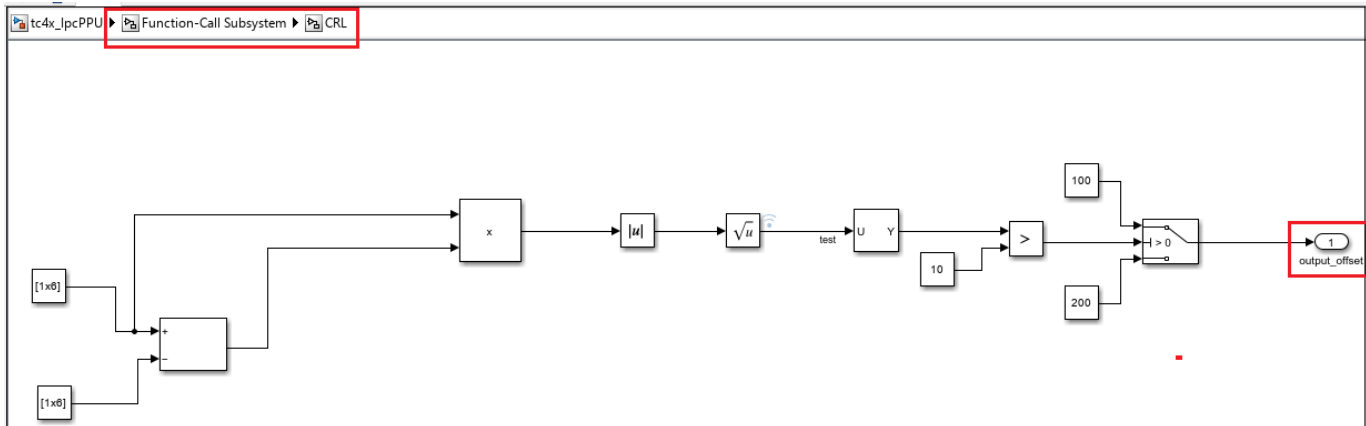 tc4x_IpcPPU Function-Call Subsystem CRL
100
x
|u|
√u
test
U Y
>
> 0
1
output_offset
10
[1x6]
200
+
−
[1x6]